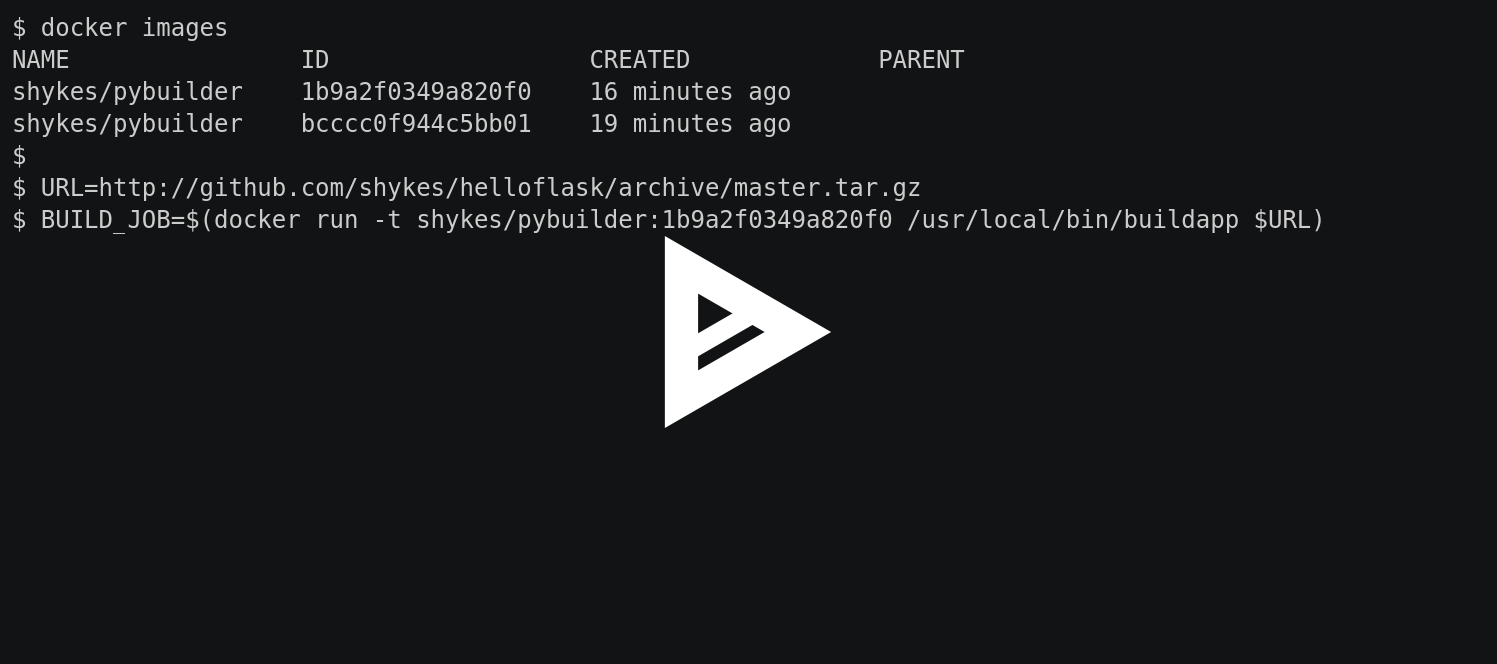 $ docker images
NAME                ID                  CREATED             PARENT
shykes/pybuilder    1b9a2f0349a820f0    16 minutes ago
shykes/pybuilder    bcccc0f944c5bb01    19 minutes ago
$
$ URL=http://github.com/shykes/helloflask/archive/master.tar.gz
$ BUILD_JOB=$(docker run -t shykes/pybuilder:1b9a2f0349a820f0 /usr/local/bin/buildapp $URL)